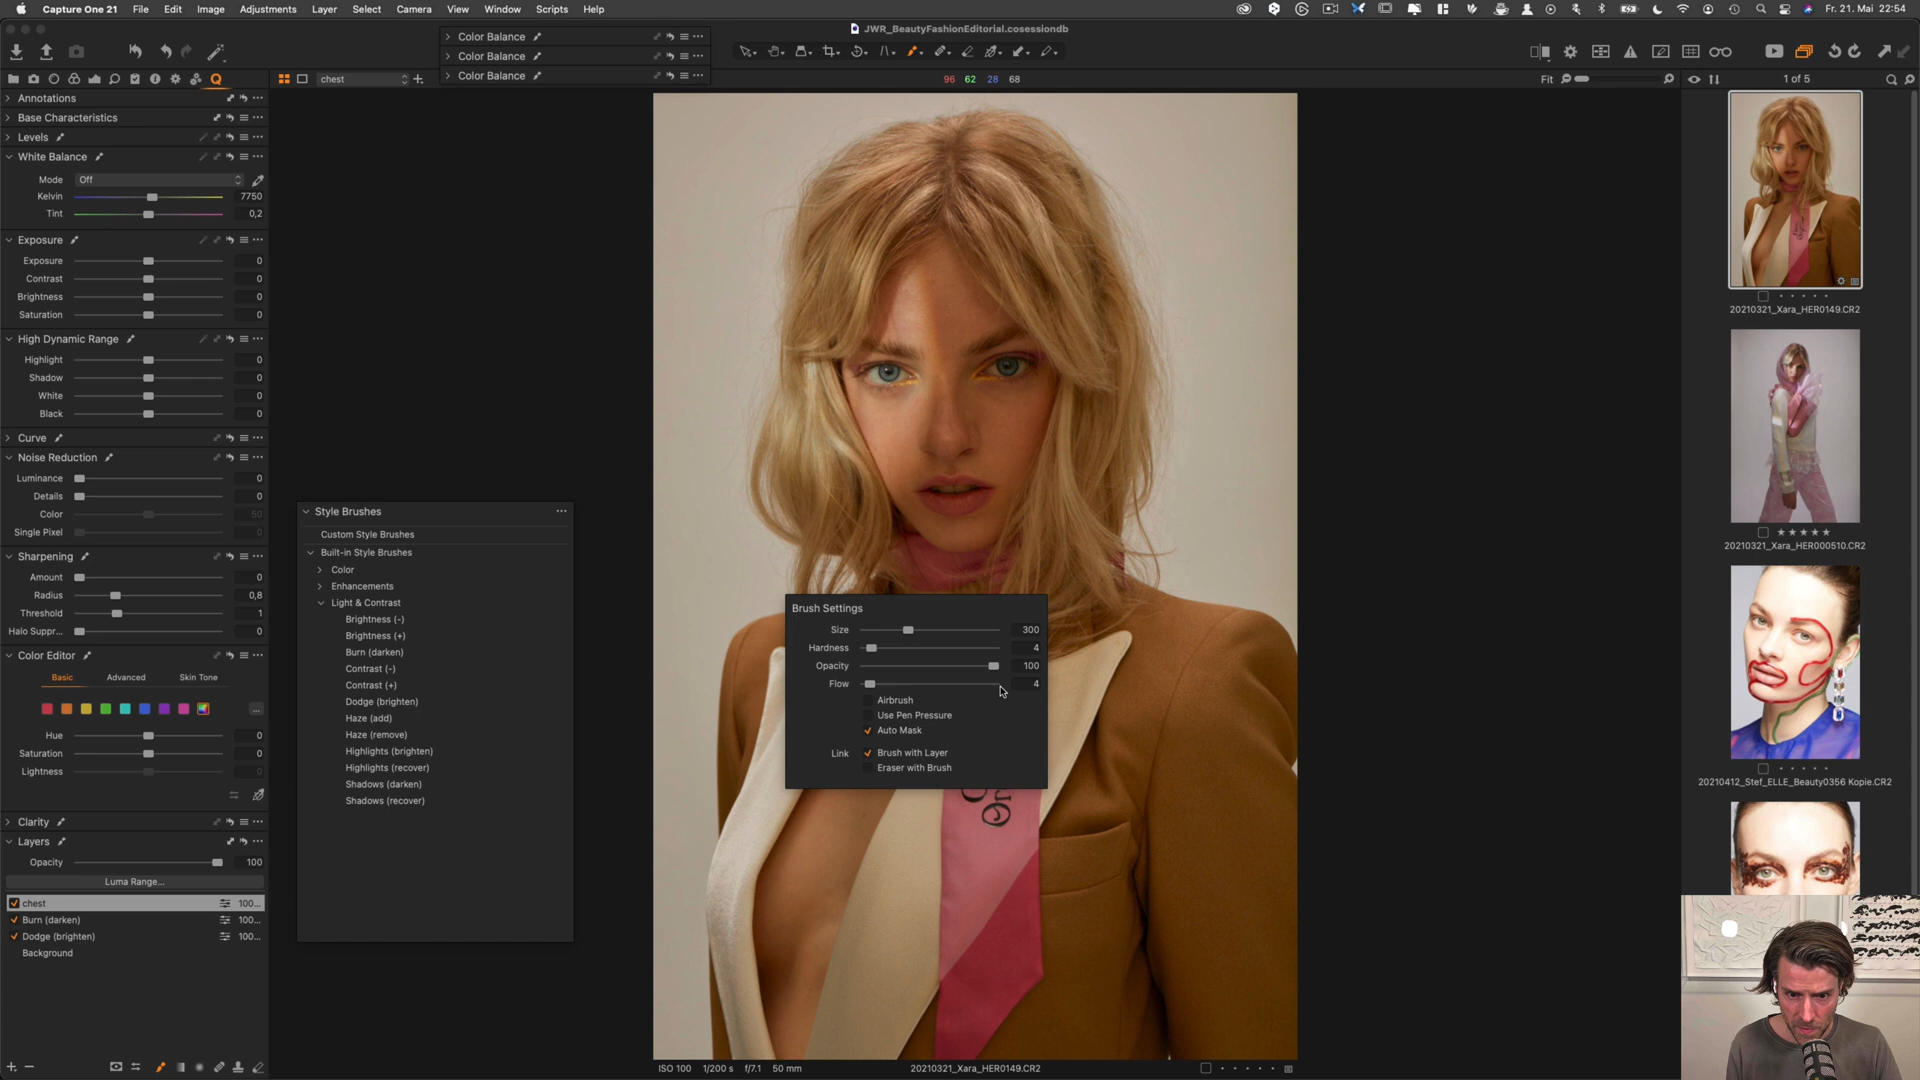 Capture One 21 File Edit Image Adjustments Layer Select Camera View Window Scripts Help
Fr. 21. Mai 22:54
JWR_BeautyFashionEditorial.cosessiondb
Color Balance
Color Balance
Color Balance
chest
96 62 28 68
Fit
1 of 5
Annotations
Base Characteristics
Levels
White Balance
Mode Off
Kelvin 7750
Tint 0,2
Exposure
Exposure 0
Contrast 0
Brightness 0
Saturation 0
High Dynamic Range
Highlight 0
Shadow 0
White 0
Black 0
Curve
Noise Reduction
Luminance 0
Details 0
Color 50
Single Pixel 0
Sharpening
Amount 0
Radius 0,8
Threshold 1
Halo Suppr... 0
Color Editor
Basic Advanced Skin Tone
Hue 0
Saturation 0
Lightness 0
Clarity
Layers
Opacity 100
Luma Range...
chest 100...
Burn (darken) 100...
Dodge (brighten) 100...
Background
Style Brushes
Custom Style Brushes
Built-in Style Brushes
Color
Enhancements
Light & Contrast
Brightness (-)
Brightness (+)
Burn (darken)
Contrast (-)
Contrast (+)
Dodge (brighten)
Haze (add)
Haze (remove)
Highlights (brighten)
Highlights (recover)
Shadows (darken)
Shadows (recover)
Brush Settings
Size 300
Hardness 4
Opacity 100
Flow 4
Airbrush
Use Pen Pressure
Auto Mask
Link Brush with Layer
Eraser with Brush
ISO 100 1/200 s f/7.1 50 mm
20210321_Xara_HER0149.CR2
20210321_Xara_HER0149.CR2
20210321_Xara_HER000510.CR2
20210412_Stef_ELLE_Beauty0356 Kopie.CR2